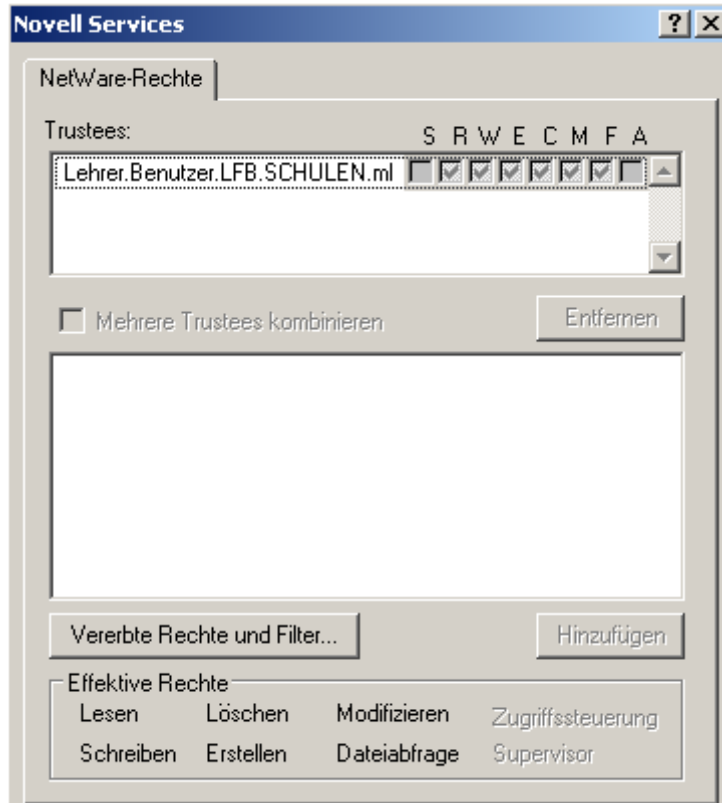 Novell Services
NetWare-Rechte
Trustees: S R W E C M F A
Lehrer.Benutzer.LFB.SCHULEN.ml
Mehrere Trustees kombinieren Entfernen
Vererbte Rechte und Filter... Hinzufügen
Effektive Rechte
Lesen Löschen Modifizieren Zugriffssteuerung
Schreiben Erstellen Dateiabfrage Supervisor